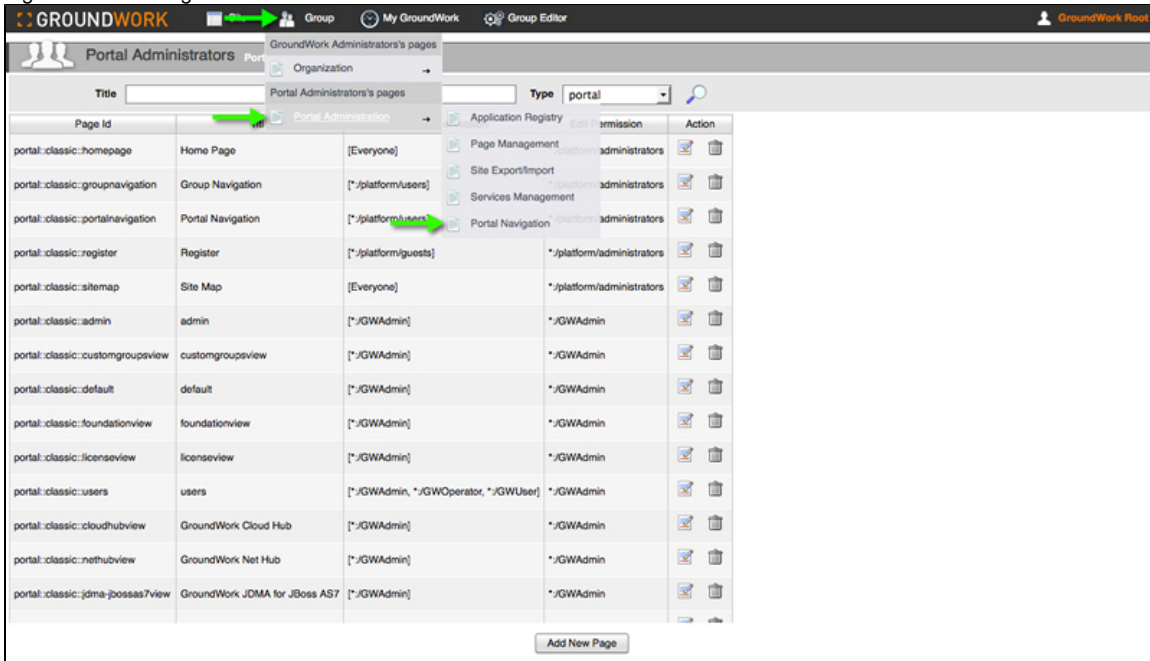 GROUNDWORK Group My GroundWork Group Editor GroundWork Root
Portal Administrators
GroundWork Administrators's pages
Organization
Title Portal Administrators's pages Type portal
Portal Administration Application Registry
Page Id Permission Action
Page Management
portal::classic::homepage Home Page [Everyone] administrators
Site Export/Import
portal::classic::groupnavigation Group Navigation [*:/platform/users] administrators
Services Management
portal::classic::portalnavigation Portal Navigation [*:/platform/users] administrators
Portal Navigation
portal::classic::register Register [*:/platform/guests] *:/platform/administrators
portal::classic::sitemap Site Map [Everyone] *:/platform/administrators
portal::classic::admin admin [*:/GWAdmin] *:/GWAdmin
portal::classic::customgroupsview customgroupsview [*:/GWAdmin] *:/GWAdmin
portal::classic::default default [*:/GWAdmin] *:/GWAdmin
portal::classic::foundationview foundationview [*:/GWAdmin] *:/GWAdmin
portal::classic::licenseview licenseview [*:/GWAdmin] *:/GWAdmin
portal::classic::users users [*:/GWAdmin, *:/GWOperator, *:/GWUser] *:/GWAdmin
portal::classic::cloudhubview GroundWork Cloud Hub [*:/GWAdmin] *:/GWAdmin
portal::classic::nethubview GroundWork Net Hub [*:/GWAdmin] *:/GWAdmin
portal::classic::jdma-jbossas7view GroundWork JDMA for JBoss AS7 [*:/GWAdmin] *:/GWAdmin
Add New Page